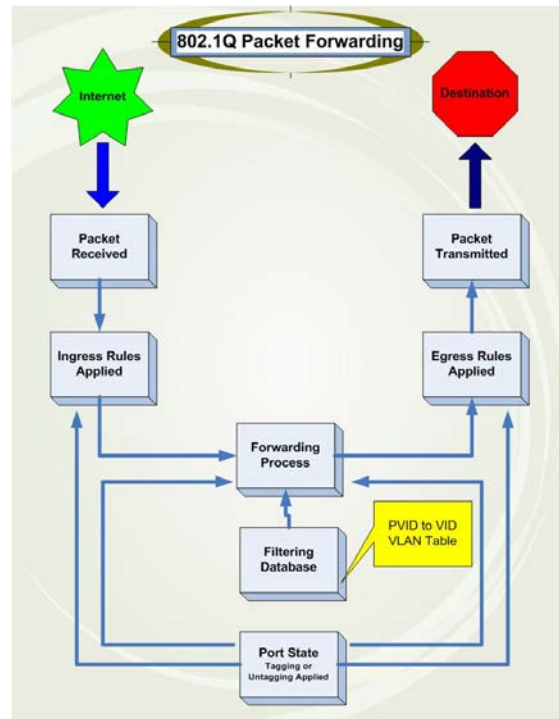 802.1Q Packet Forwarding
Internet
Destination
Packet
Received
Packet
Transmitted
Ingress Rules
Applied
Egress Rules
Applied
Forwarding
Process
Filtering
Database
PVID to VID
VLAN Table
Port State
Tagging or
Untagging Applied